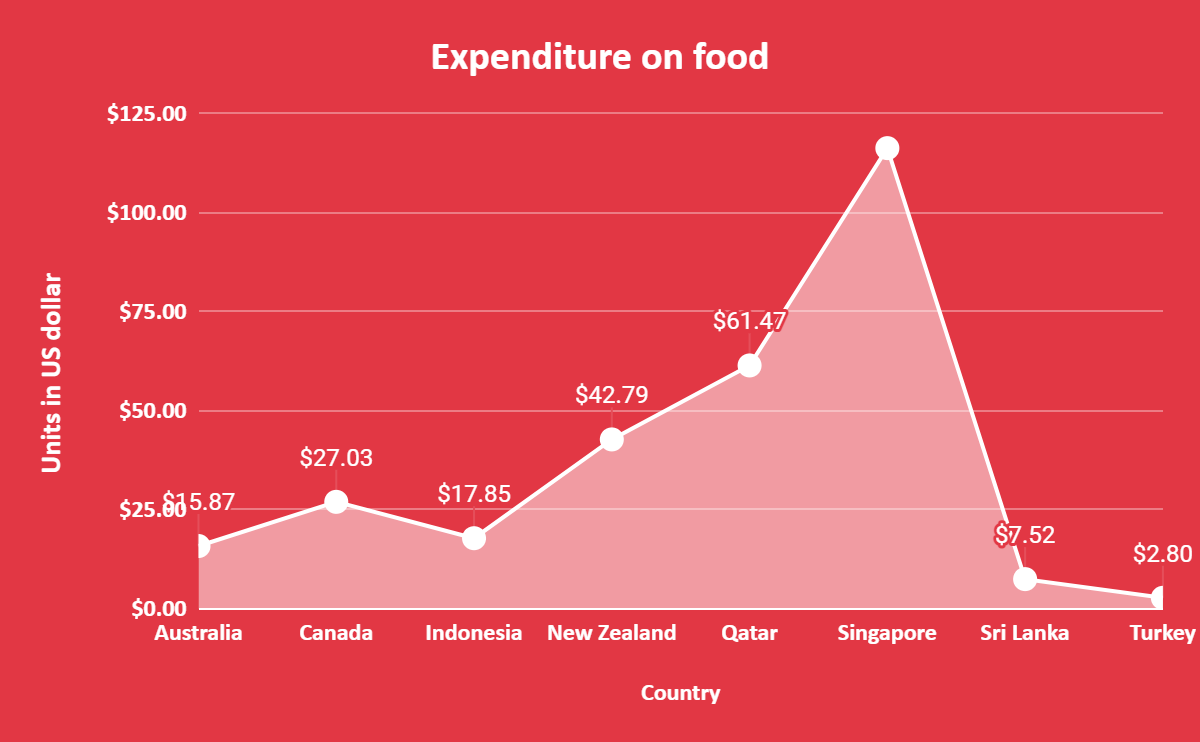 Expenditure on food
$125.00
$100.00
$75.00
$50.00
$25.00
$0.00
Units in US dollar
$15.87
$27.03
$17.85
$42.79
$61.47
$7.52
$2.80
Australia
Canada
Indonesia
New Zealand
Qatar
Singapore
Sri Lanka
Turkey
Country